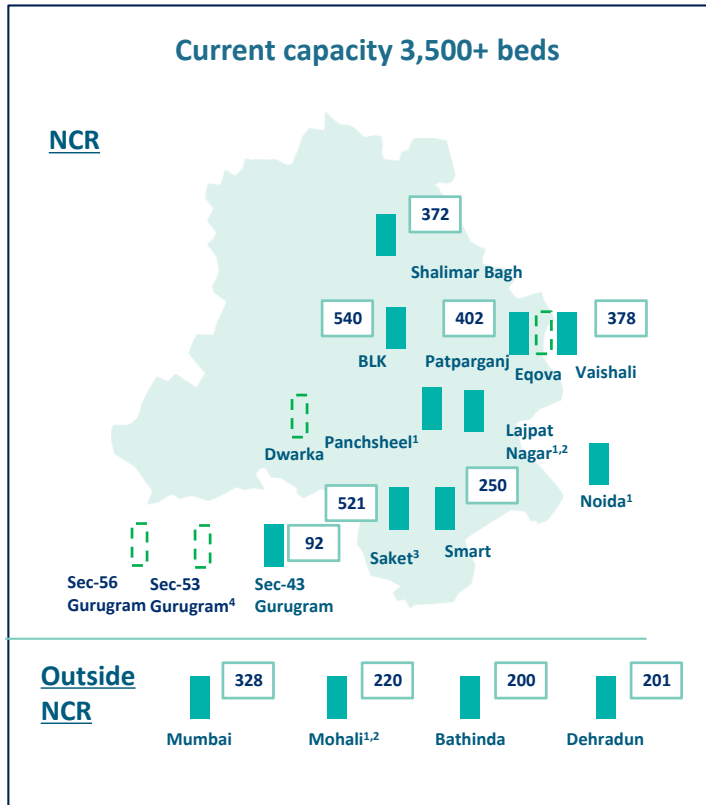 Current capacity 3,500+ beds
NCR
372
Shalimar Bagh
540
BLK
402
Patparganj
Eqova
378
Vaishali
Dwarka
Panchsheel¹
Lajpat
Nagar¹,²
Noida¹
521
Saket³
250
Smart
Sec-56
Gurugram
Sec-53
Gurugram⁴
92
Sec-43
Gurugram
Outside
NCR
328
Mumbai
220
Mohali¹,²
200
Bathinda
201
Dehradun